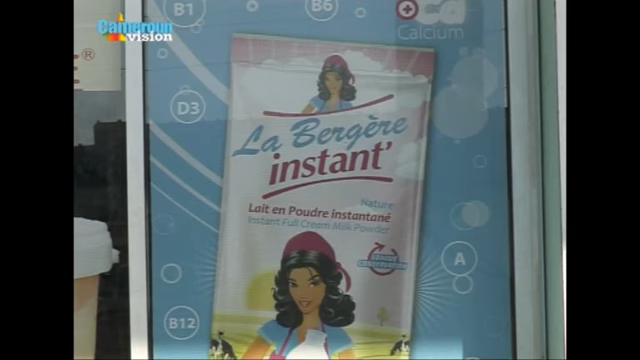 Cameroun
vision
B1
B6
Calcium
®
D3
La Bergère
instant'
Nature
Lait en Poudre instantané
Instant Full Cream Milk Powder
A
B12